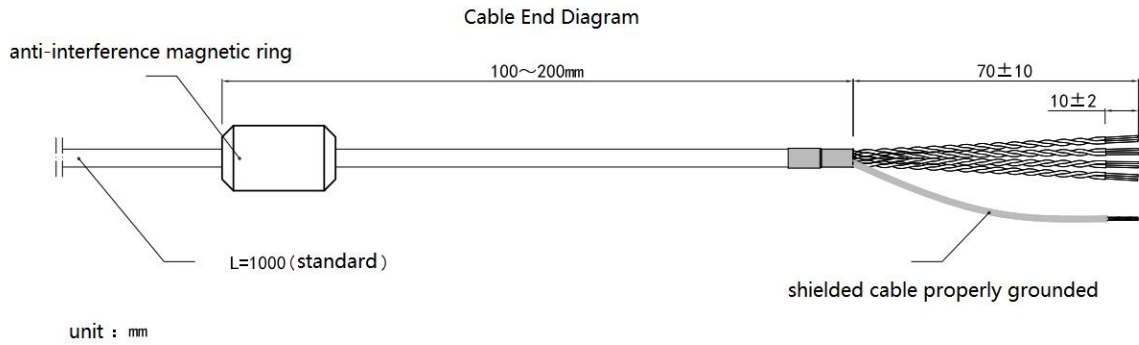 Cable End Diagram
anti-interference magnetic ring
100～200mm
70±10
10±2
L=1000(standard)
shielded cable properly grounded
unit：mm